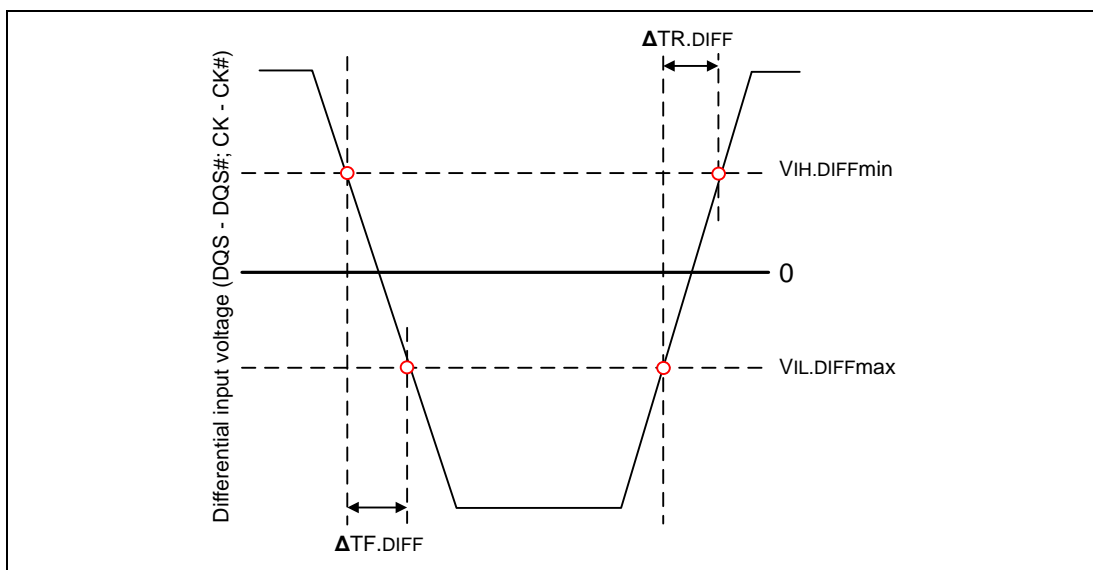 ΔTR.DIFF
Differential input voltage (DQS - DQS#; CK - CK#)
VIH.DIFFmin
0
VIL.DIFFmax
ΔTF.DIFF